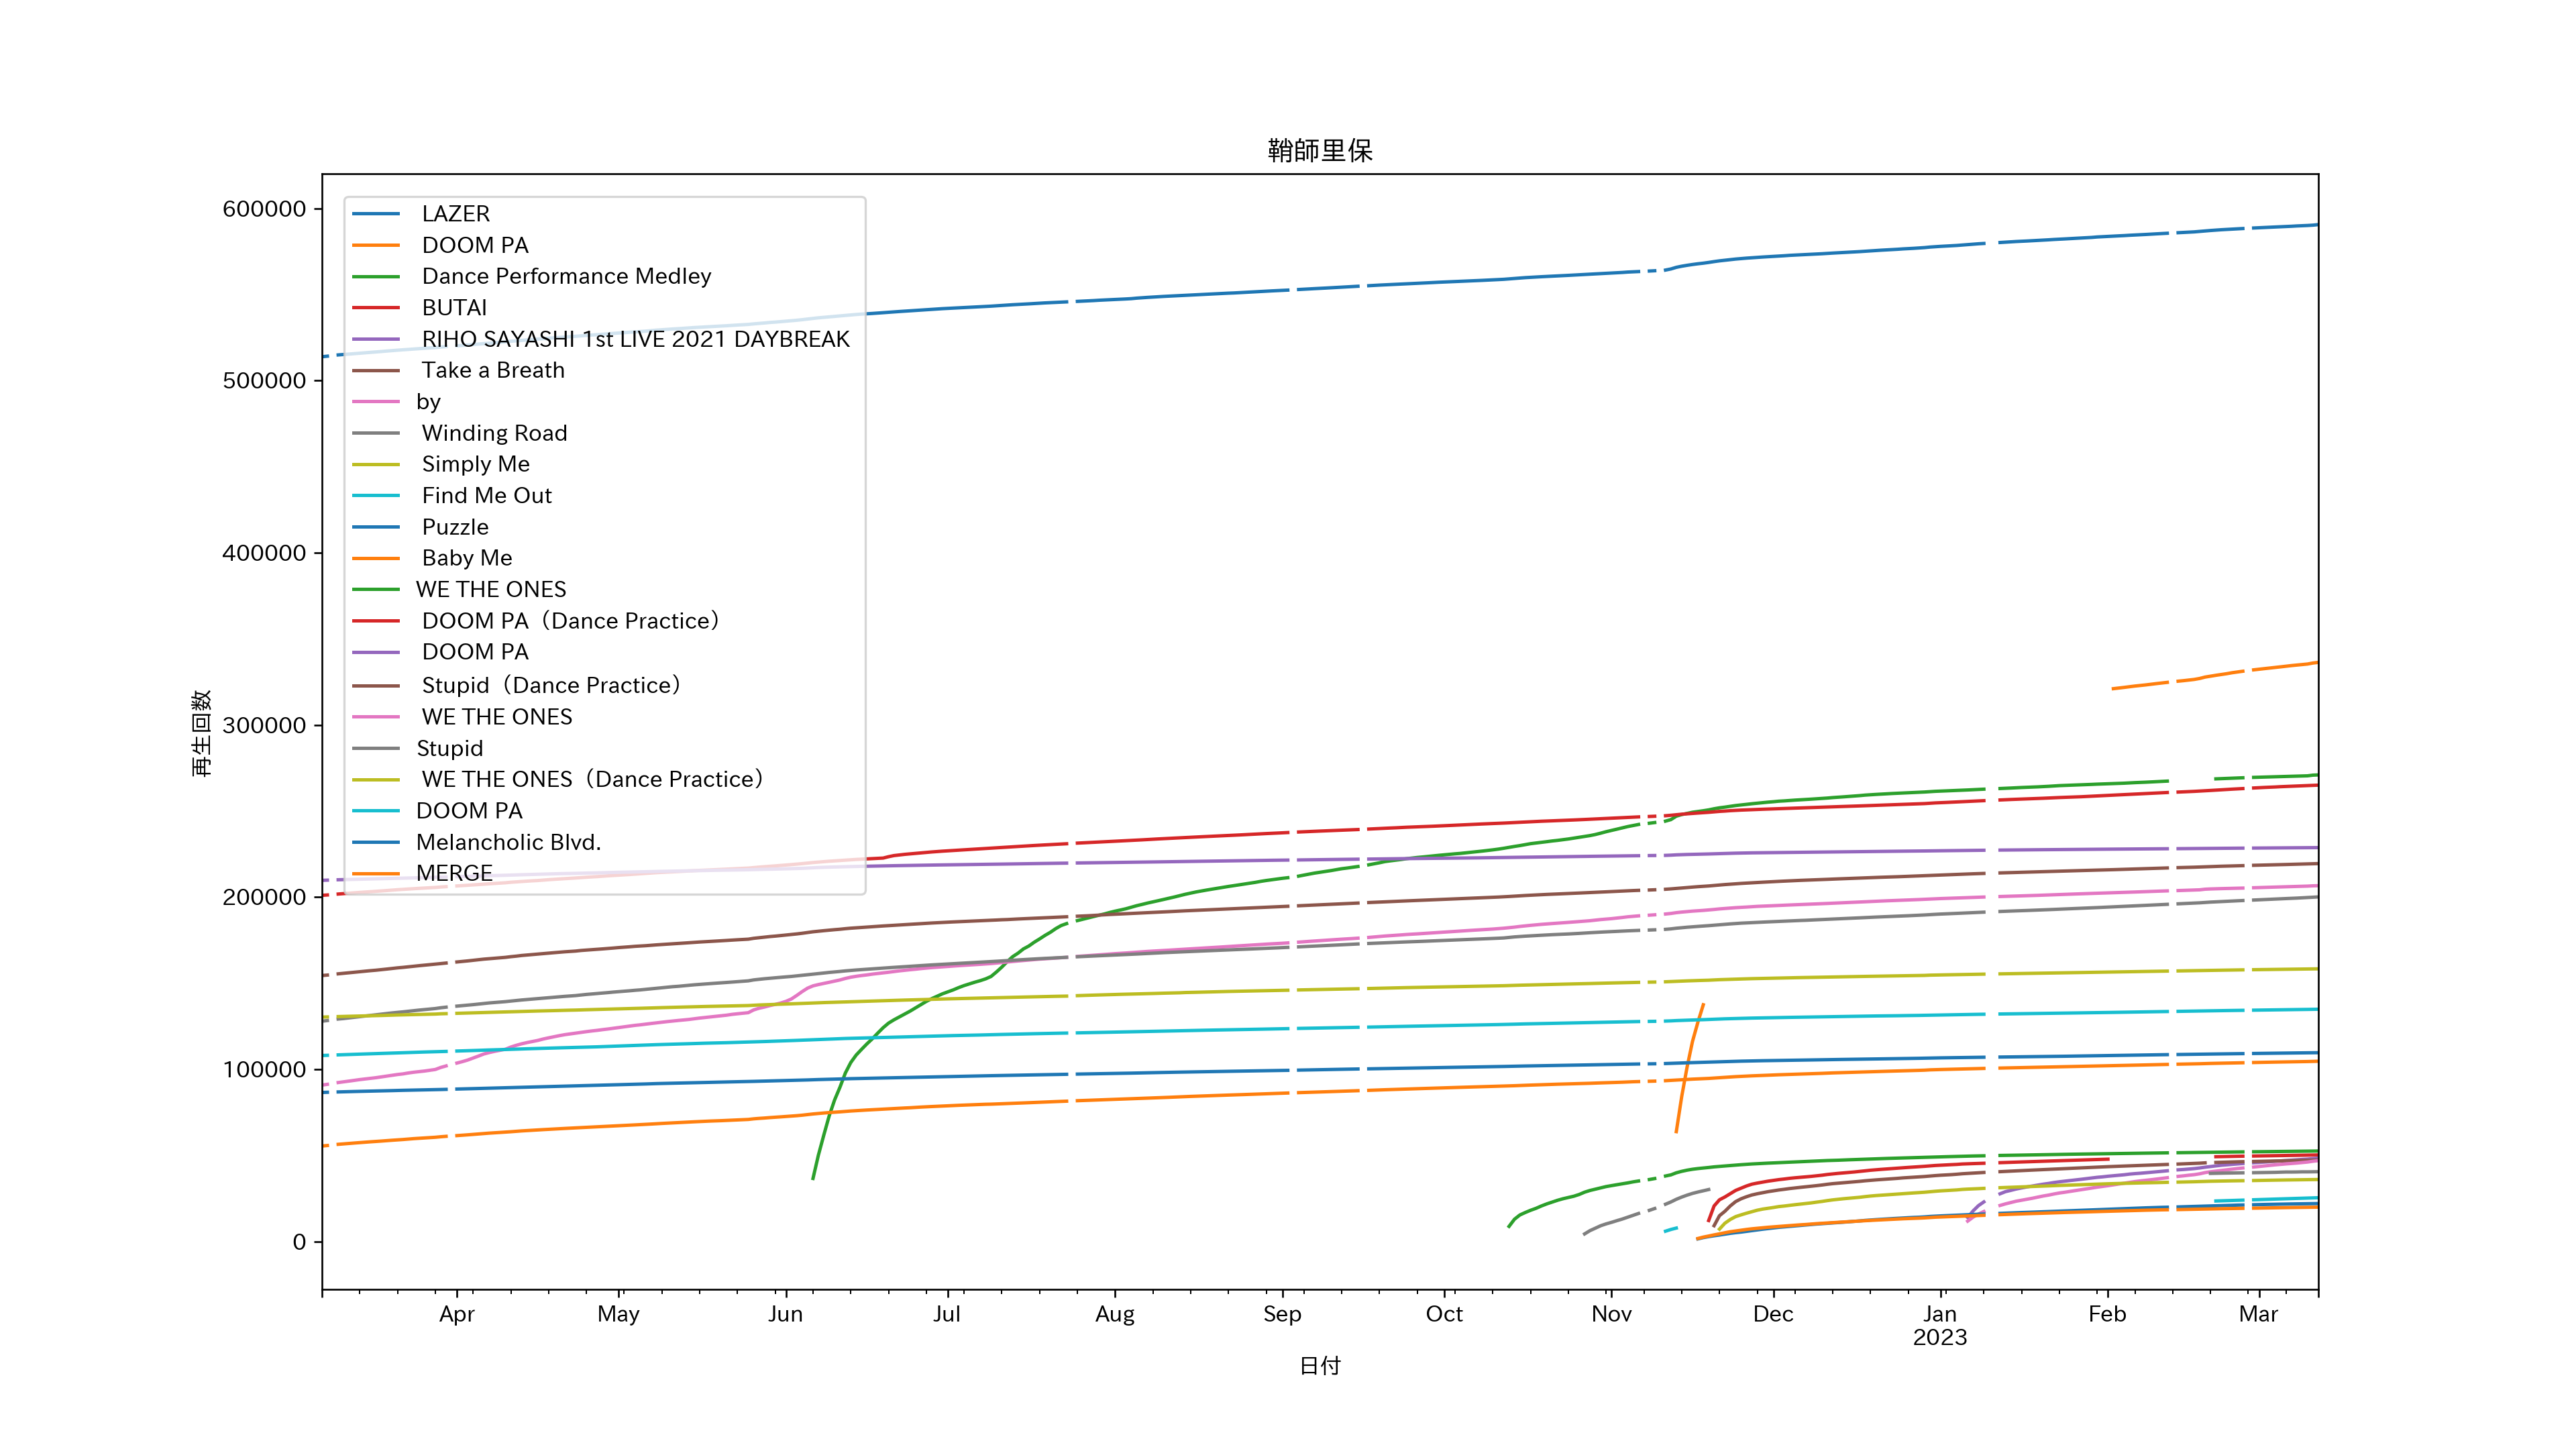 鞘師里保
600000
500000
400000
300000
200000
100000
0
再生回数
LAZER
DOOM PA
Dance Performance Medley
BUTAI
RIHO SAYASHI 1st LIVE 2021 DAYBREAK
Take a Breath
by
Winding Road
Simply Me
Find Me Out
Puzzle
Baby Me
WE THE ONES
DOOM PA（Dance Practice）
DOOM PA
Stupid（Dance Practice）
WE THE ONES
Stupid
WE THE ONES（Dance Practice）
DOOM PA
Melancholic Blvd.
MERGE
Apr May Jun Jul Aug Sep Oct Nov Dec Jan Feb Mar
2023
日付